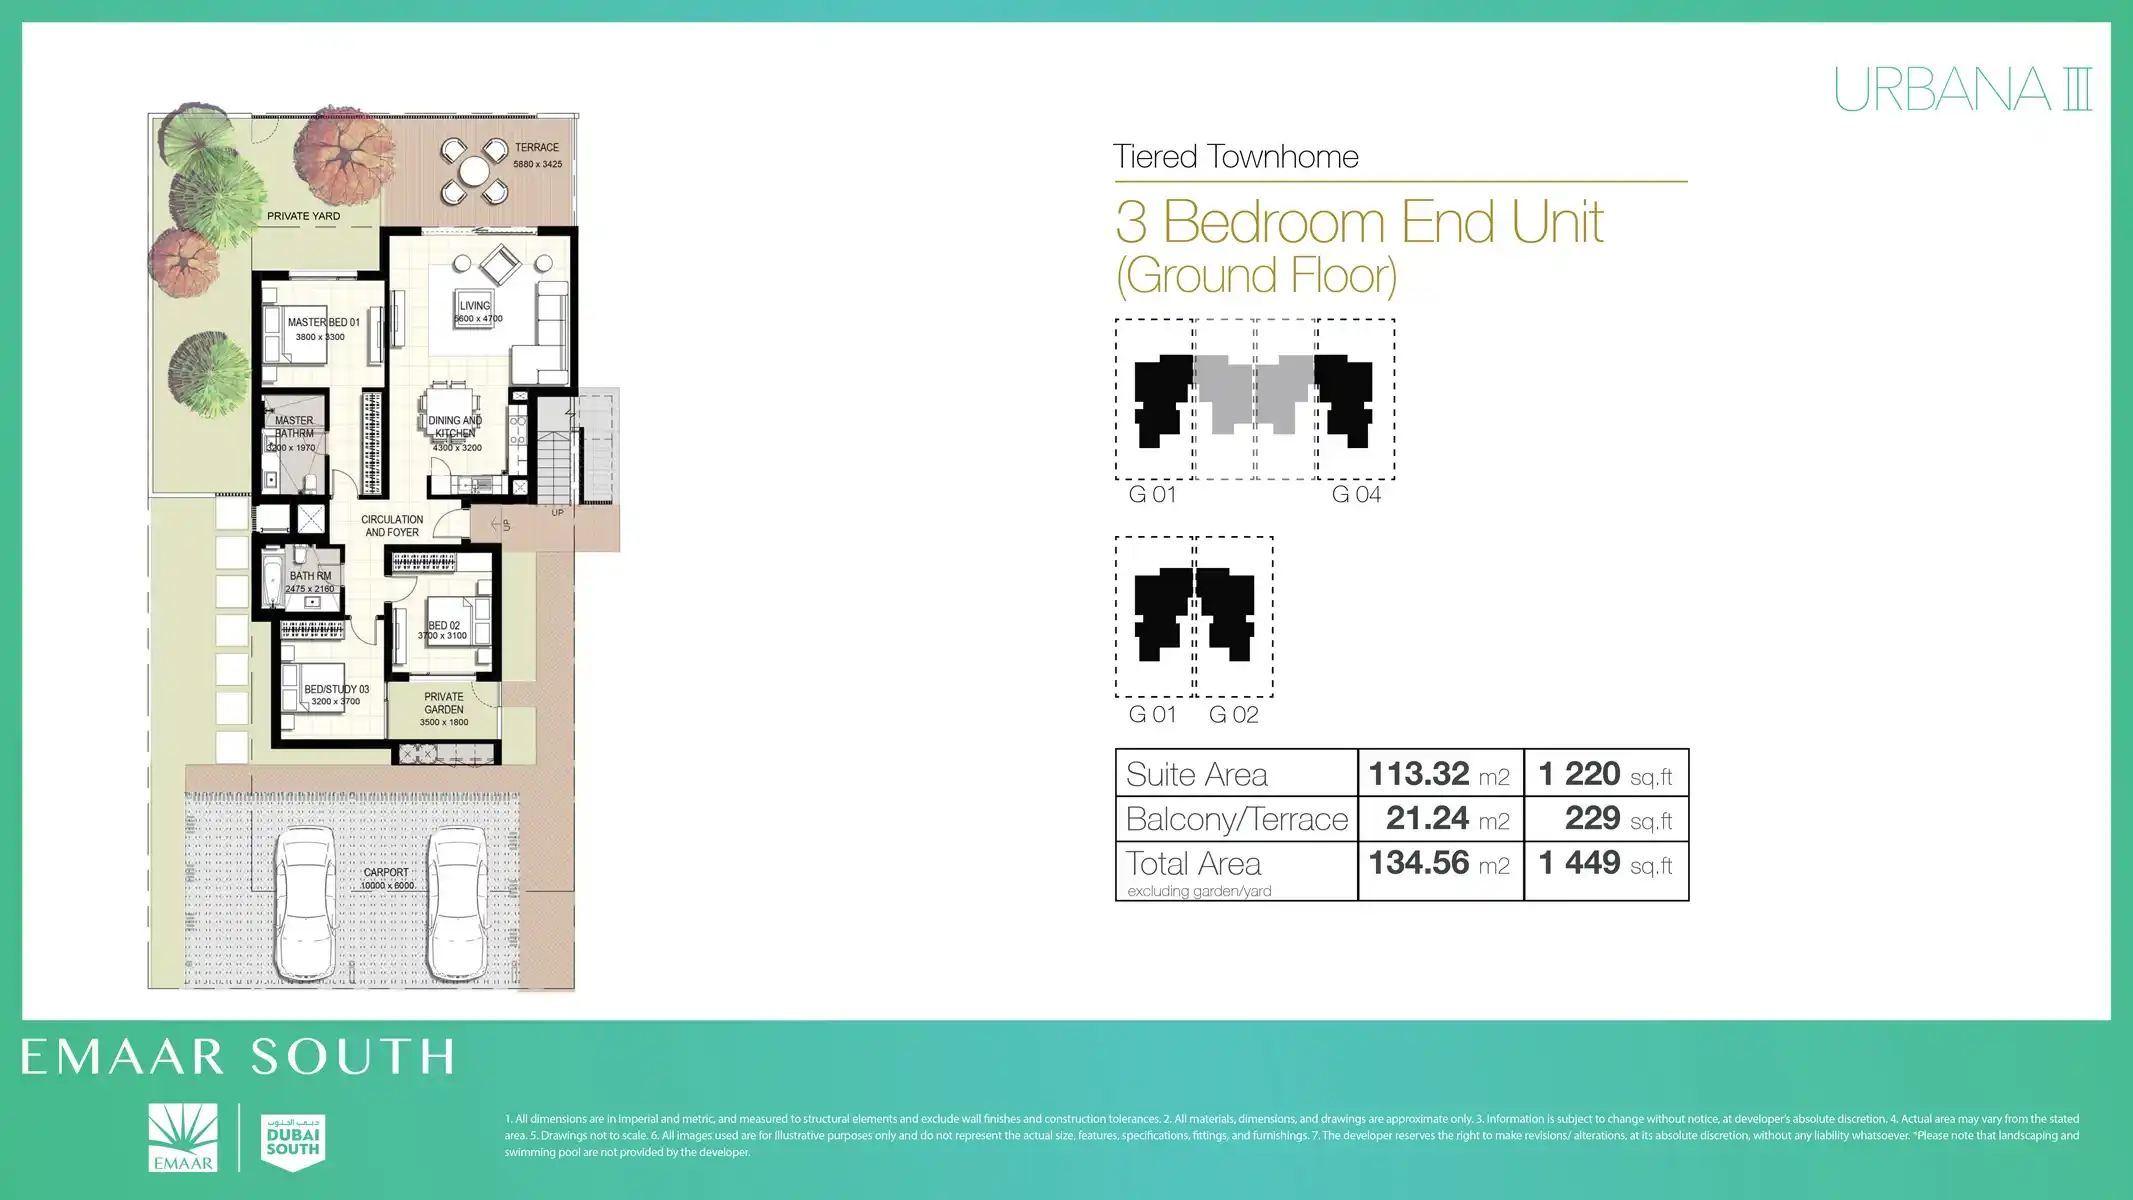 URBANA III
TERRACE
5880 x 3425
PRIVATE YARD
LIVING
5600 x 4700
MASTER BED 01
3800 x 3300
MASTER
BATHRM
3200 x 1970
DINING AND
KITCHEN
4300 x 3200
UP
UP
CIRCULATION
AND FOYER
BATH RM
2475 x 2160
BED 02
3700 x 3100
BED/STUDY 03
3200 x 3700
PRIVATE
GARDEN
3500 x 1800
CARPORT
10000 x 6000
Tiered Townhome
3 Bedroom End Unit
(Ground Floor)
G 01 G 04
G 01 G 02
Suite Area 113.32 m2 1 220 sq.ft
Balcony/Terrace 21.24 m2 229 sq.ft
Total Area 134.56 m2 1 449 sq.ft
excluding garden/yard
EMAAR SOUTH
EMAAR
دبي الجنوب
DUBAI
SOUTH
1. All dimensions are in imperial and metric, and measured to structural elements and exclude wall finishes and construction tolerances. 2. All materials, dimensions, and drawings are approximate only. 3. Information is subject to change without notice, at developer's absolute discretion. 4. Actual area may vary from the stated
area. 5. Drawings not to scale. 6. All images used are for illustrative purposes only and do not represent the actual size, features, specifications, fittings, and furnishings. 7. The developer reserves the right to make revisions/ alterations, at its absolute discretion, without any liability whatsoever. *Please note that landscaping and
swimming pool are not provided by the developer.